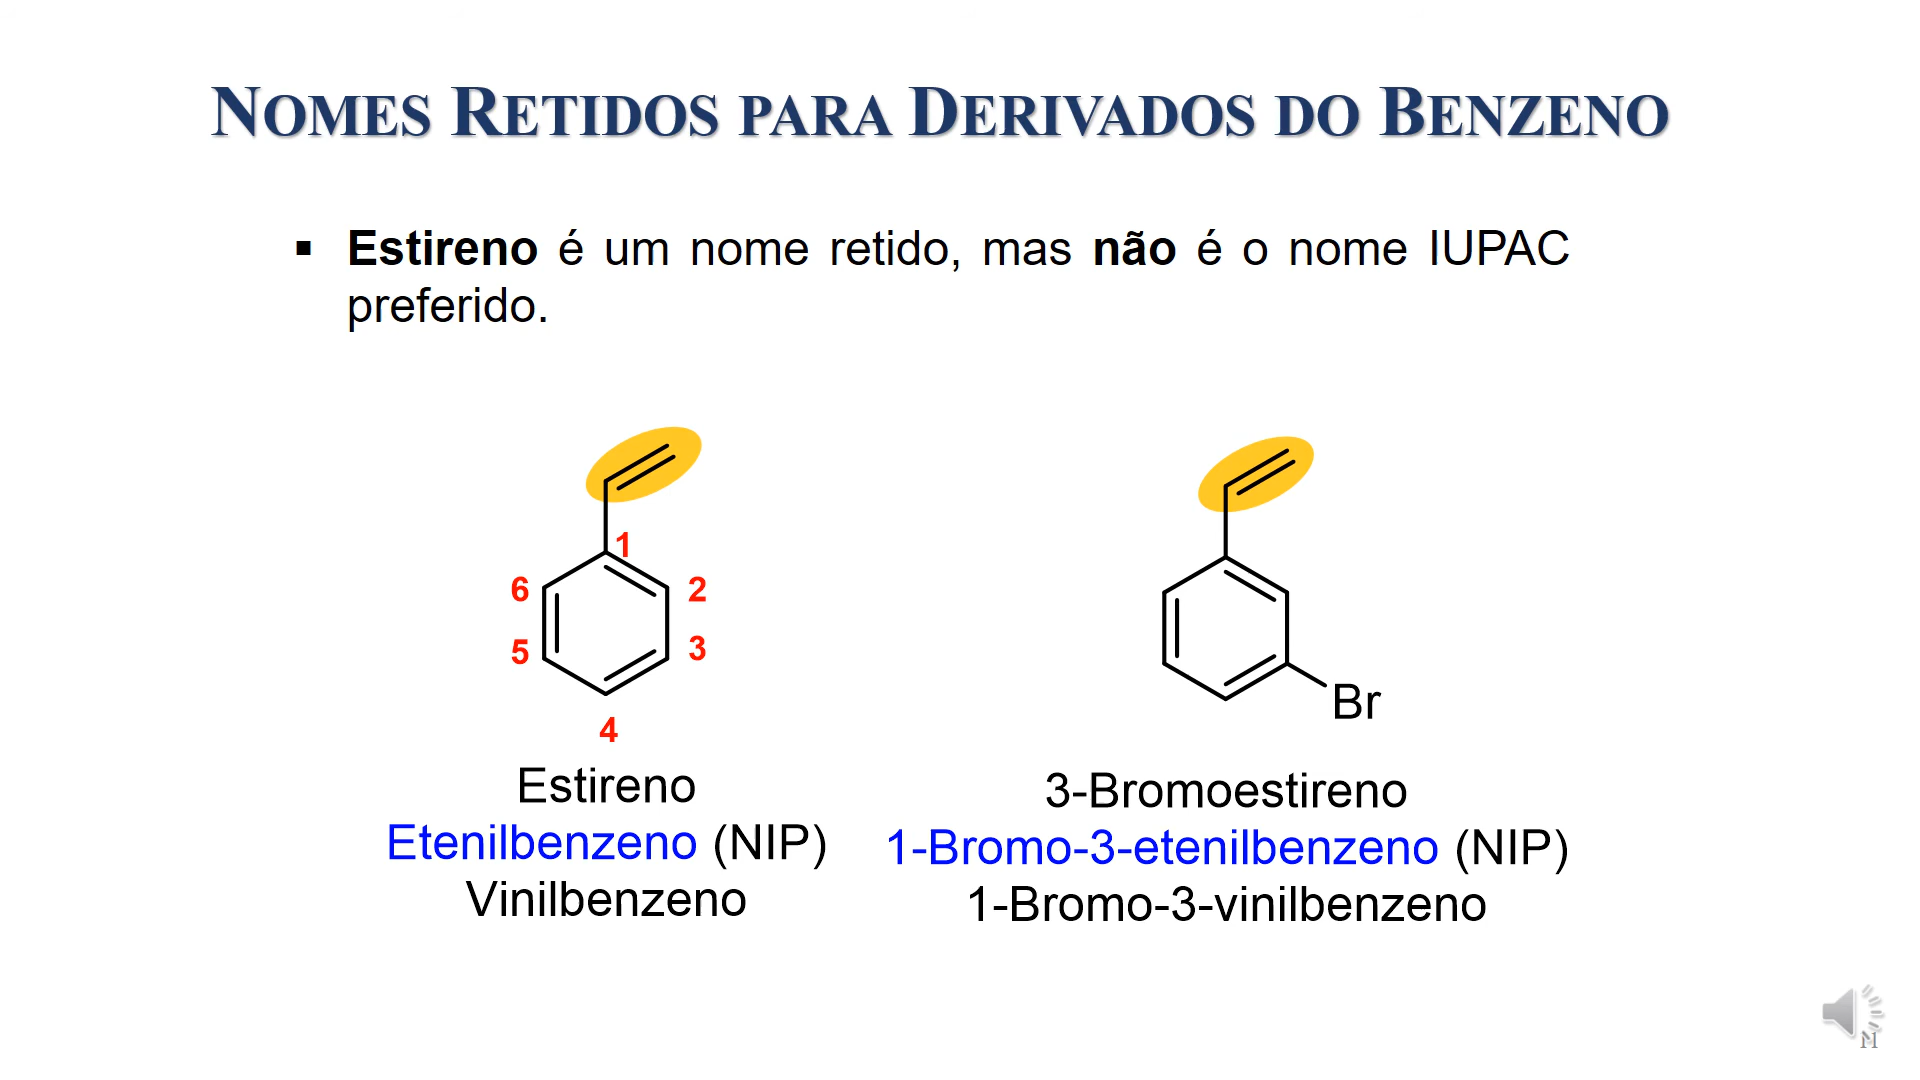 NOMES RETIDOS PARA DERIVADOS DO BENZENO
▪ Estireno é um nome retido, mas não é o nome IUPAC
preferido.
1
6
2
5
3
4
Br
Estireno
Etenilbenzeno (NIP)
Vinilbenzeno
3-Bromoestireno
1-Bromo-3-etenilbenzeno (NIP)
1-Bromo-3-vinilbenzeno
11